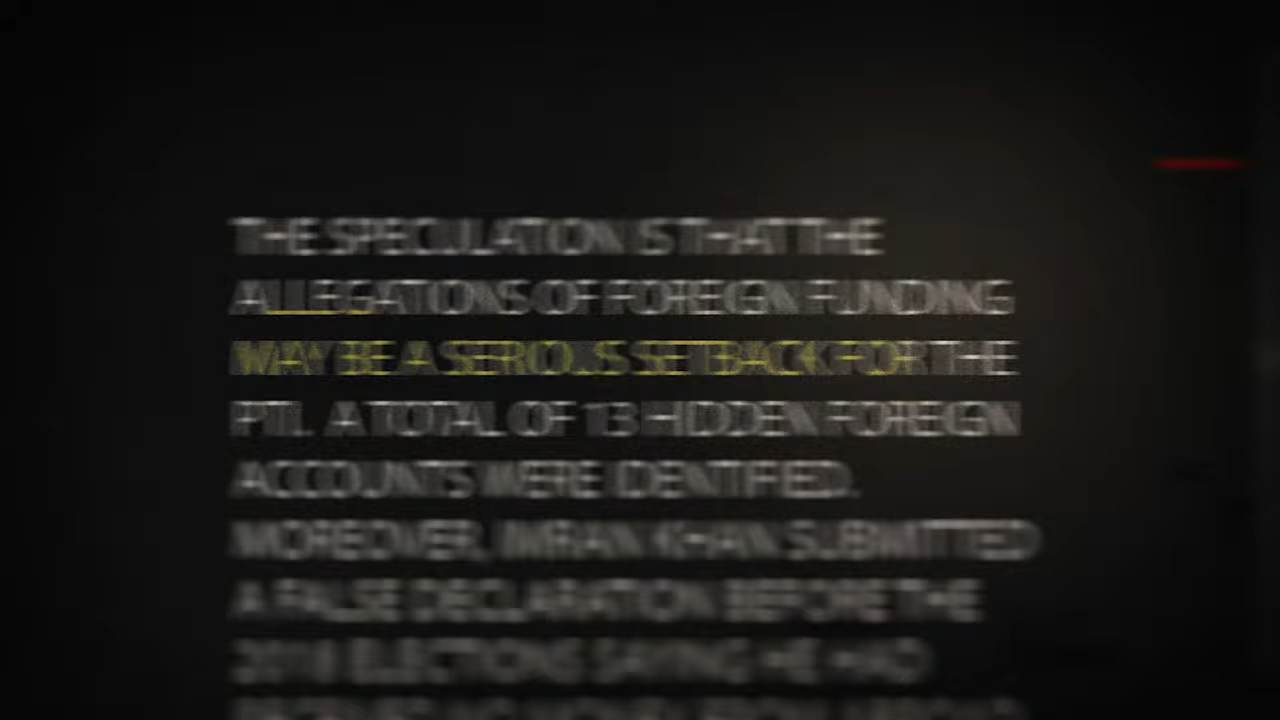 THE SPECULATION IS THAT THE
ALLEGATIONS OF FOREIGN FUNDING
MAY BE A SERIOUS SETBACK FOR THE
PTI. A TOTAL OF 13 HIDDEN FOREIGN
ACCOUNTS WERE IDENTIFIED.
MOREOVER, IMRAN KHAN SUBMITTED
A FALSE DECLARATION BEFORE THE
2018 ELECTIONS SAYING HE HAD